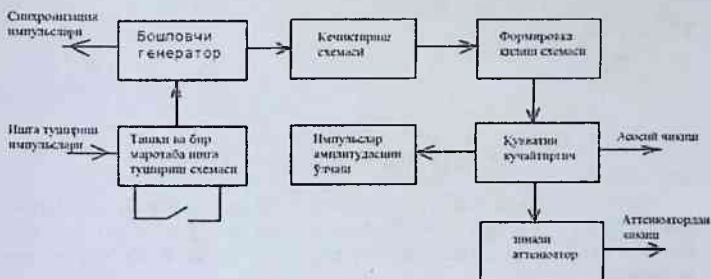 Синхронизация
импульслари
Бошловчи
генератор
Кечиктириш
схемаси
Формировка
қилиш схемаси
Ишга тушириш
импульслари
Ташқи ва бир
маротаба ишга
тушириш схемаси
Импульслар
амплитудасини
ўлчаш
Қувватни
кучайтиргич
Асосий чиқиш
зинали
аттенюатор
Аттенюатордан
чиқиш